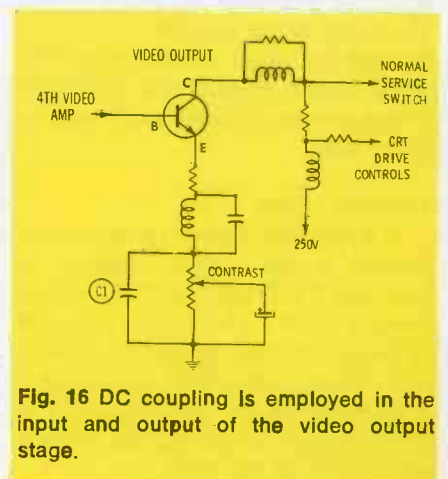 VIDEO OUTPUT
C
NORMAL
SERVICE
SWITCH
4TH VIDEO
AMP
B
E
CRT
DRIVE
CONTROLS
250V
CONTRAST
C1
Fig. 16 DC coupling is employed in the
input and output of the video output
stage.